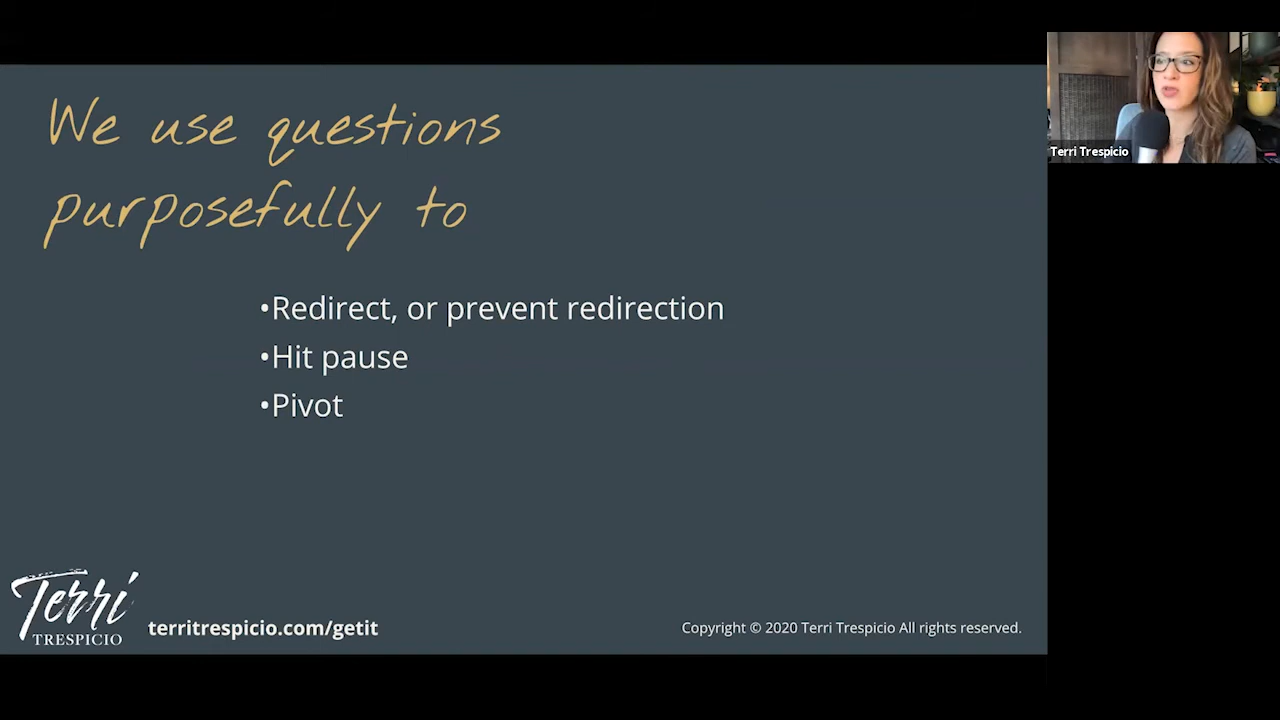 We use questions
purposefully to
•Redirect, or prevent redirection
•Hit pause
•Pivot
Terri
TRESPICIO
territrespicio.com/getit
Copyright © 2020 Terri Trespicio All rights reserved.
Terri Trespicio